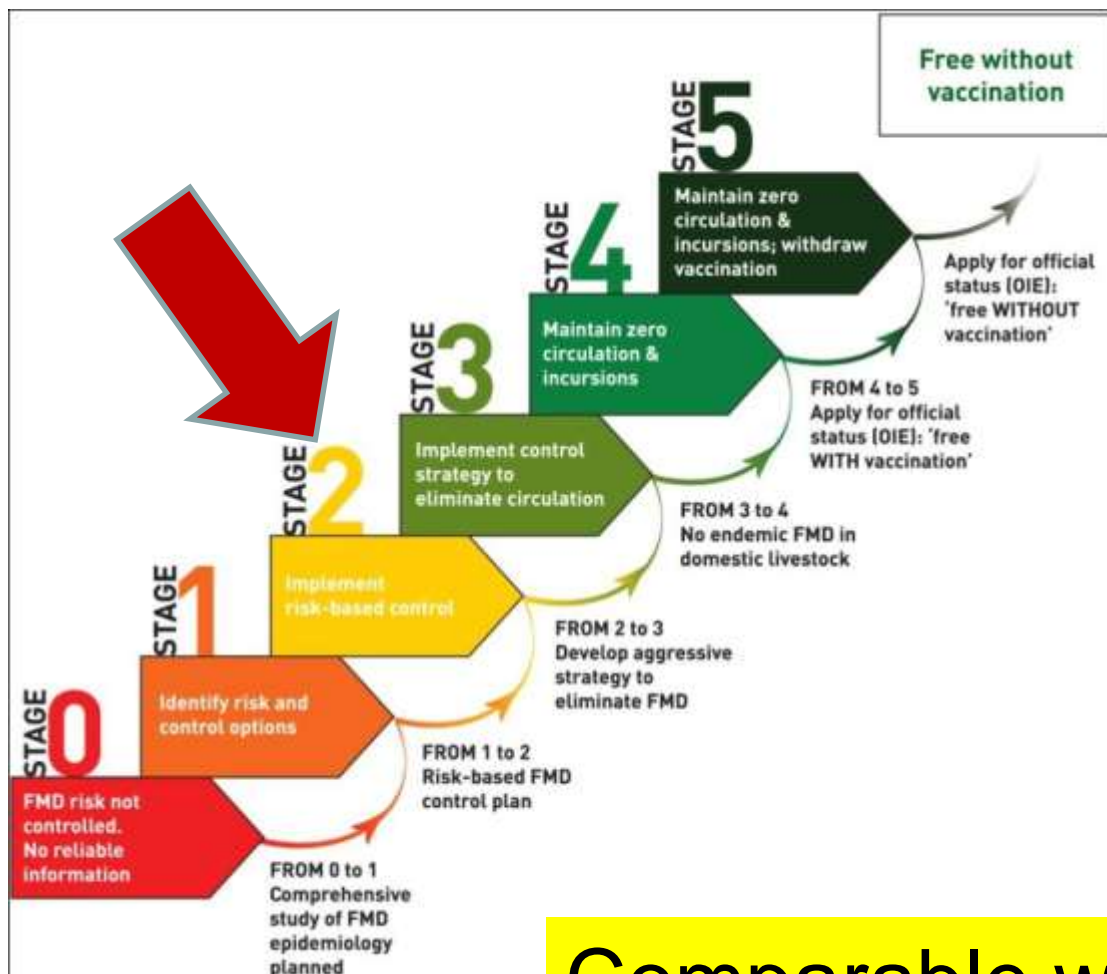 Free without
vaccination
STAGE 5
Maintain zero
circulation &
incursions; withdraw
vaccination
Apply for official
status (OIE):
'free WITHOUT
vaccination'
STAGE 4
Maintain zero
circulation &
incursions
FROM 4 to 5
Apply for official
status (OIE): 'free
WITH vaccination'
STAGE 3
Implement control
strategy to
eliminate circulation
FROM 3 to 4
No endemic FMD in
domestic livestock
STAGE 2
Implement
risk-based control
FROM 2 to 3
Develop aggressive
strategy to
eliminate FMD
STAGE 1
Identify risk and
control options
FROM 1 to 2
Risk-based FMD
control plan
STAGE 0
FMD risk not
controlled.
No reliable
information
FROM 0 to 1
Comprehensive
study of FMD
epidemiology
planned
Comparable